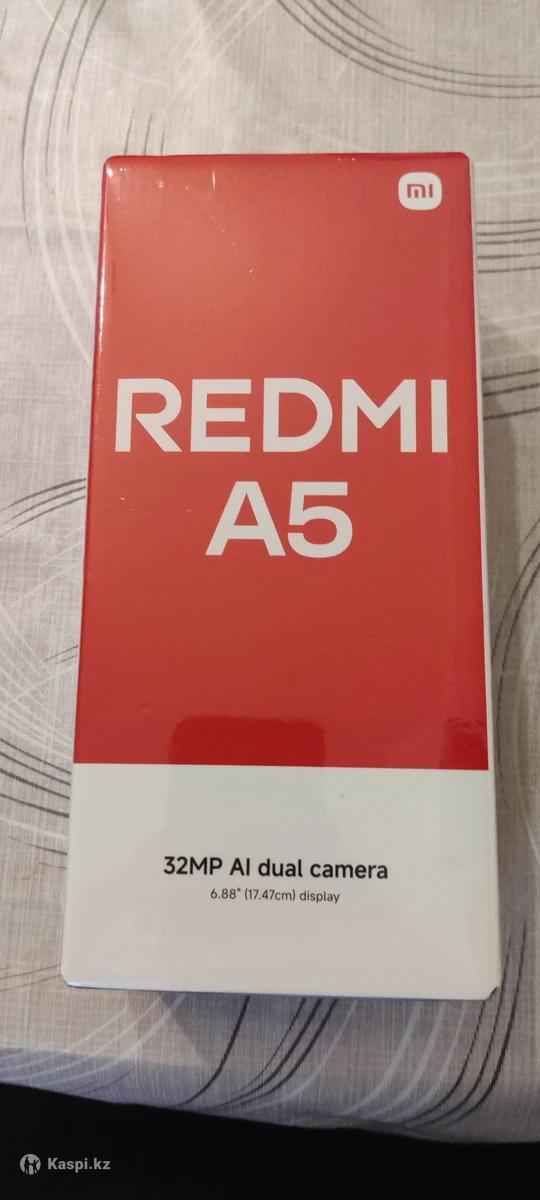 mi
REDMI
A5
32MP AI dual camera
6.88" (17.47cm) display
Kaspi.kz